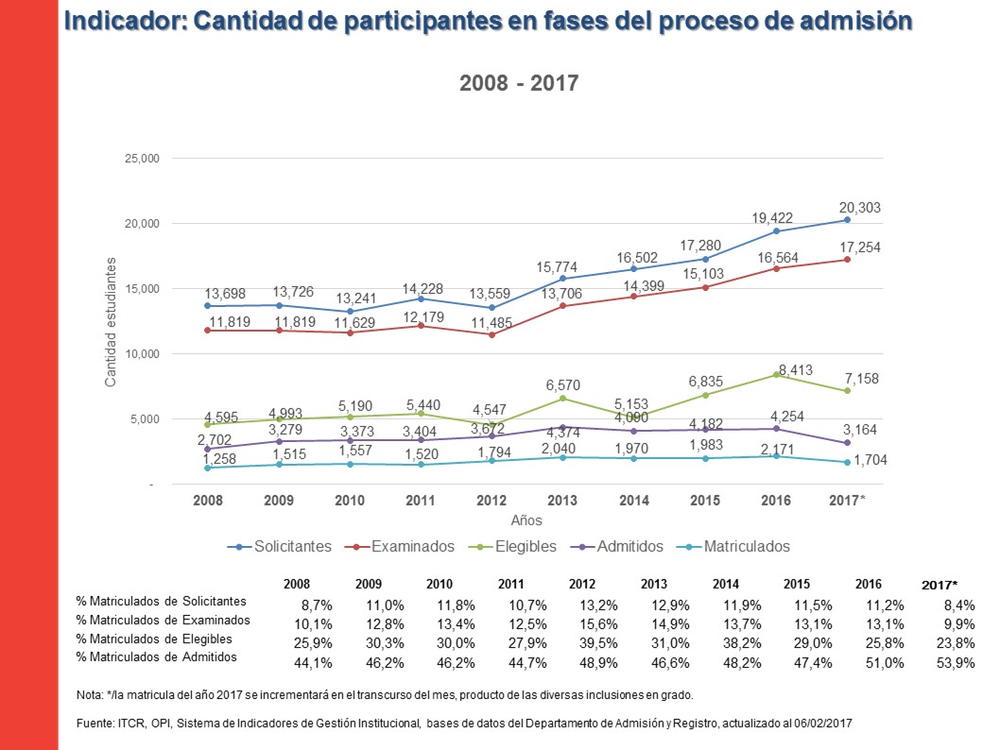 Indicador: Cantidad de participantes en fases del proceso de admisión
2008 - 2017
25,000
20,000
15,000
10,000
5,000
-
Cantidad estudiantes
13,698 13,726 13,241 14,228 13,559 15,774 16,502 17,280 19,422 20,303
11,819 11,819 11,629 12,179 11,485 13,706 14,399 15,103 16,564 17,254
4,595 4,993 5,190 5,440 4,547 6,570 5,153 6,835 8,413 7,158
2,702 3,279 3,373 3,404 3,672 4,374 4,090 4,182 4,254 3,164
1,258 1,515 1,557 1,520 1,794 2,040 1,970 1,983 2,171 1,704
2008 2009 2010 2011 2012 2013 2014 2015 2016 2017*
Años
Solicitantes Examinados Elegibles Admitidos Matriculados
2008 2009 2010 2011 2012 2013 2014 2015 2016 2017*
% Matriculados de Solicitantes 8,7% 11,0% 11,8% 10,7% 13,2% 12,9% 11,9% 11,5% 11,2% 8,4%
% Matriculados de Examinados 10,1% 12,8% 13,4% 12,5% 15,6% 14,9% 13,7% 13,1% 13,1% 9,9%
% Matriculados de Elegibles 25,9% 30,3% 30,0% 27,9% 39,5% 31,0% 38,2% 29,0% 25,8% 23,8%
% Matriculados de Admitidos 44,1% 46,2% 46,2% 44,7% 48,9% 46,6% 48,2% 47,4% 51,0% 53,9%
Nota: */la matricula del año 2017 se incrementará en el transcurso del mes, producto de las diversas inclusiones en grado.
Fuente: ITCR, OPI, Sistema de Indicadores de Gestión Institucional, bases de datos del Departamento de Admisión y Registro, actualizado al 06/02/2017